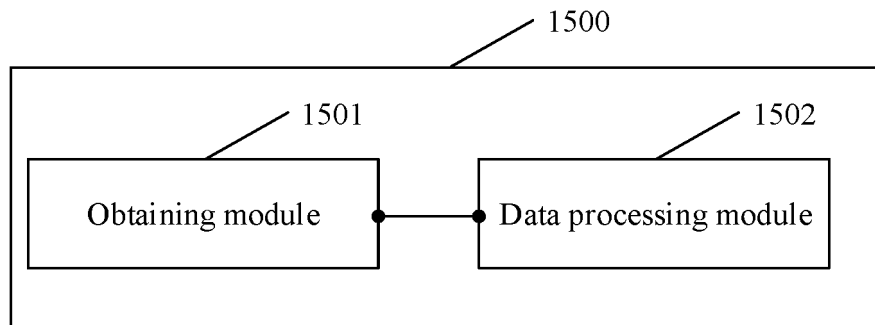 1500
1501
1502
Obtaining module
Data processing module